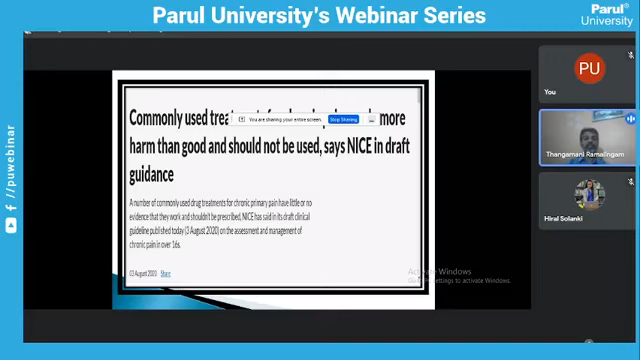 Parul University's Webinar Series
Parul®
University
/puwebinar
Commonly used
more
You are sharing your entire screen.
Stop Sharing
harm than good and should not be used, says NICE in draft
guidance
A number of commonly used drug treatments for chronic primary pain have little or no
evidence that they work and shouldn't be prescribed, NICE has said in its draft clinical
guideline published today (3 August 2020) on the assessment and management of
chronic pain in over 16s.
03 August 2020 Share
Activate Windows
Go to Settings to activate Windows.
PU
You
Thangamani Ramalingam
Hiral Solanki